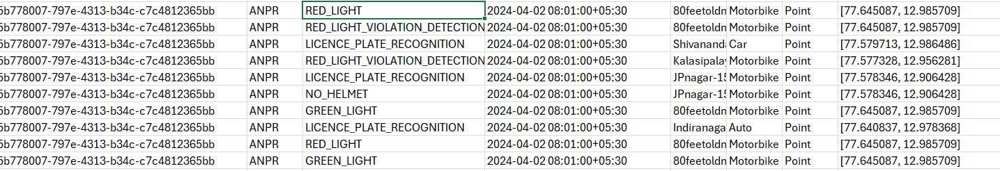 5b778007-797e-4313-b34c-c7c4812365bb ANPR RED_LIGHT 2024-04-02 08:01:00+05:30 80feetoldn Motorbike Point [77.645087, 12.985709]
5b778007-797e-4313-b34c-c7c4812365bb ANPR RED_LIGHT_VIOLATION_DETECTION 2024-04-02 08:01:00+05:30 80feetoldn Motorbike Point [77.645087, 12.985709]
5b778007-797e-4313-b34c-c7c4812365bb ANPR LICENCE_PLATE_RECOGNITION 2024-04-02 08:01:00+05:30 Shivananda Car Point [77.579713, 12.986486]
5b778007-797e-4313-b34c-c7c4812365bb ANPR RED_LIGHT_VIOLATION_DETECTION 2024-04-02 08:01:00+05:30 Kalasipalay Motorbike Point [77.577328, 12.956281]
5b778007-797e-4313-b34c-c7c4812365bb ANPR LICENCE_PLATE_RECOGNITION 2024-04-02 08:01:00+05:30 JPnagar-15 Motorbike Point [77.578346, 12.906428]
5b778007-797e-4313-b34c-c7c4812365bb ANPR NO_HELMET 2024-04-02 08:01:00+05:30 JPnagar-15 Motorbike Point [77.578346, 12.906428]
5b778007-797e-4313-b34c-c7c4812365bb ANPR GREEN_LIGHT 2024-04-02 08:01:00+05:30 80feetoldn Motorbike Point [77.645087, 12.985709]
5b778007-797e-4313-b34c-c7c4812365bb ANPR LICENCE_PLATE_RECOGNITION 2024-04-02 08:01:00+05:30 Indiranaga Auto Point [77.640837, 12.978368]
5b778007-797e-4313-b34c-c7c4812365bb ANPR RED_LIGHT 2024-04-02 08:01:00+05:30 80feetoldn Motorbike Point [77.645087, 12.985709]
5b778007-797e-4313-b34c-c7c4812365bb ANPR GREEN_LIGHT 2024-04-02 08:01:00+05:30 80feetoldn Motorbike Point [77.645087, 12.985709]